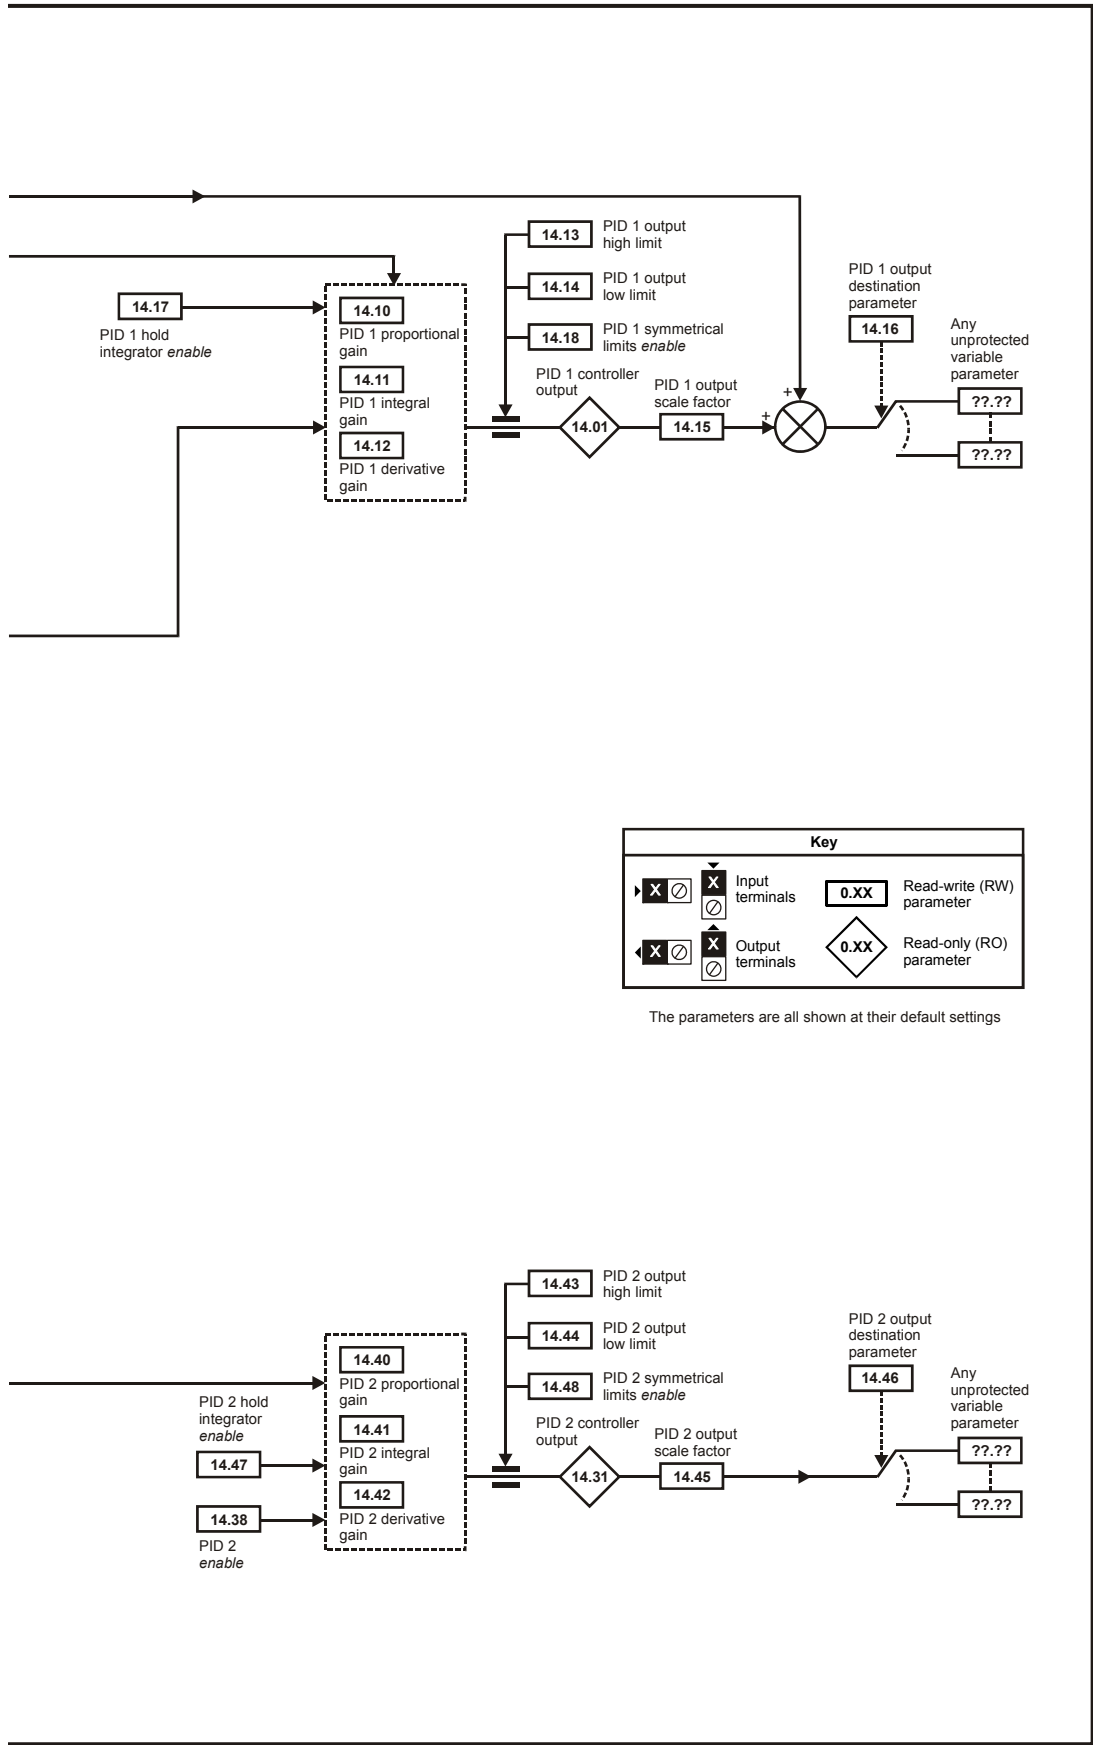 14.13
PID 1 output
high limit
14.14
PID 1 output
low limit
14.18
PID 1 symmetrical
limits enable
14.17
PID 1 hold
integrator enable
14.10
PID 1 proportional
gain
14.11
PID 1 integral
gain
14.12
PID 1 derivative
gain
PID 1 controller
output
14.01
PID 1 output
scale factor
14.15
+
+
PID 1 output
destination
parameter
14.16
Any
unprotected
variable
parameter
??.??
??.??
Key
X
X
Input
terminals
0.XX
Read-write (RW)
parameter
X
X
Output
terminals
0.XX
Read-only (RO)
parameter
The parameters are all shown at their default settings
14.43
PID 2 output
high limit
14.44
PID 2 output
low limit
14.48
PID 2 symmetrical
limits enable
14.40
PID 2 proportional
gain
14.41
PID 2 integral
gain
14.42
PID 2 derivative
gain
PID 2 hold
integrator
enable
14.47
14.38
PID 2
enable
PID 2 controller
output
14.31
PID 2 output
scale factor
14.45
PID 2 output
destination
parameter
14.46
Any
unprotected
variable
parameter
??.??
??.??